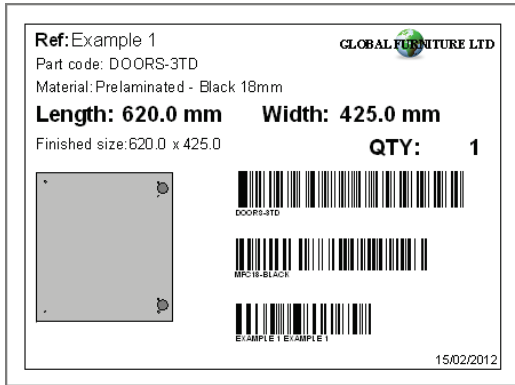 Ref:Example 1
GLOBAL FURNITURE LTD
Part code: DOORS-3TD
Material:Prelaminated - Black 18mm
Length: 620.0 mm Width: 425.0 mm
Finished size:620.0 x 425.0
QTY: 1
DOORS-3TD
MFC18-BLACK
EXAMPLE 1 EXAMPLE 1
15/02/2012